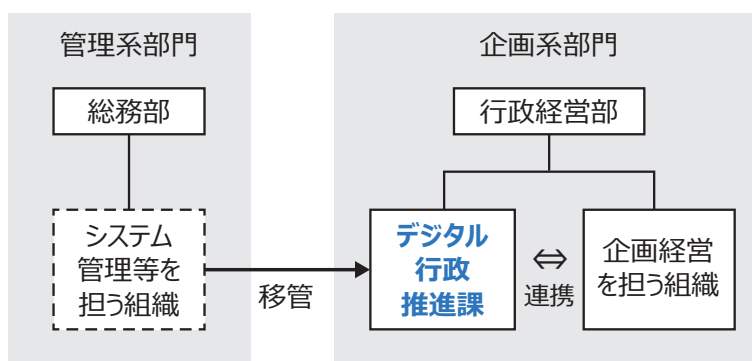 管理系部門
企画系部門
総務部
行政経営部
システム
管理等を
担う組織
移管
デジタル
行政
推進課
⇔
連携
企画経営
を担う組織